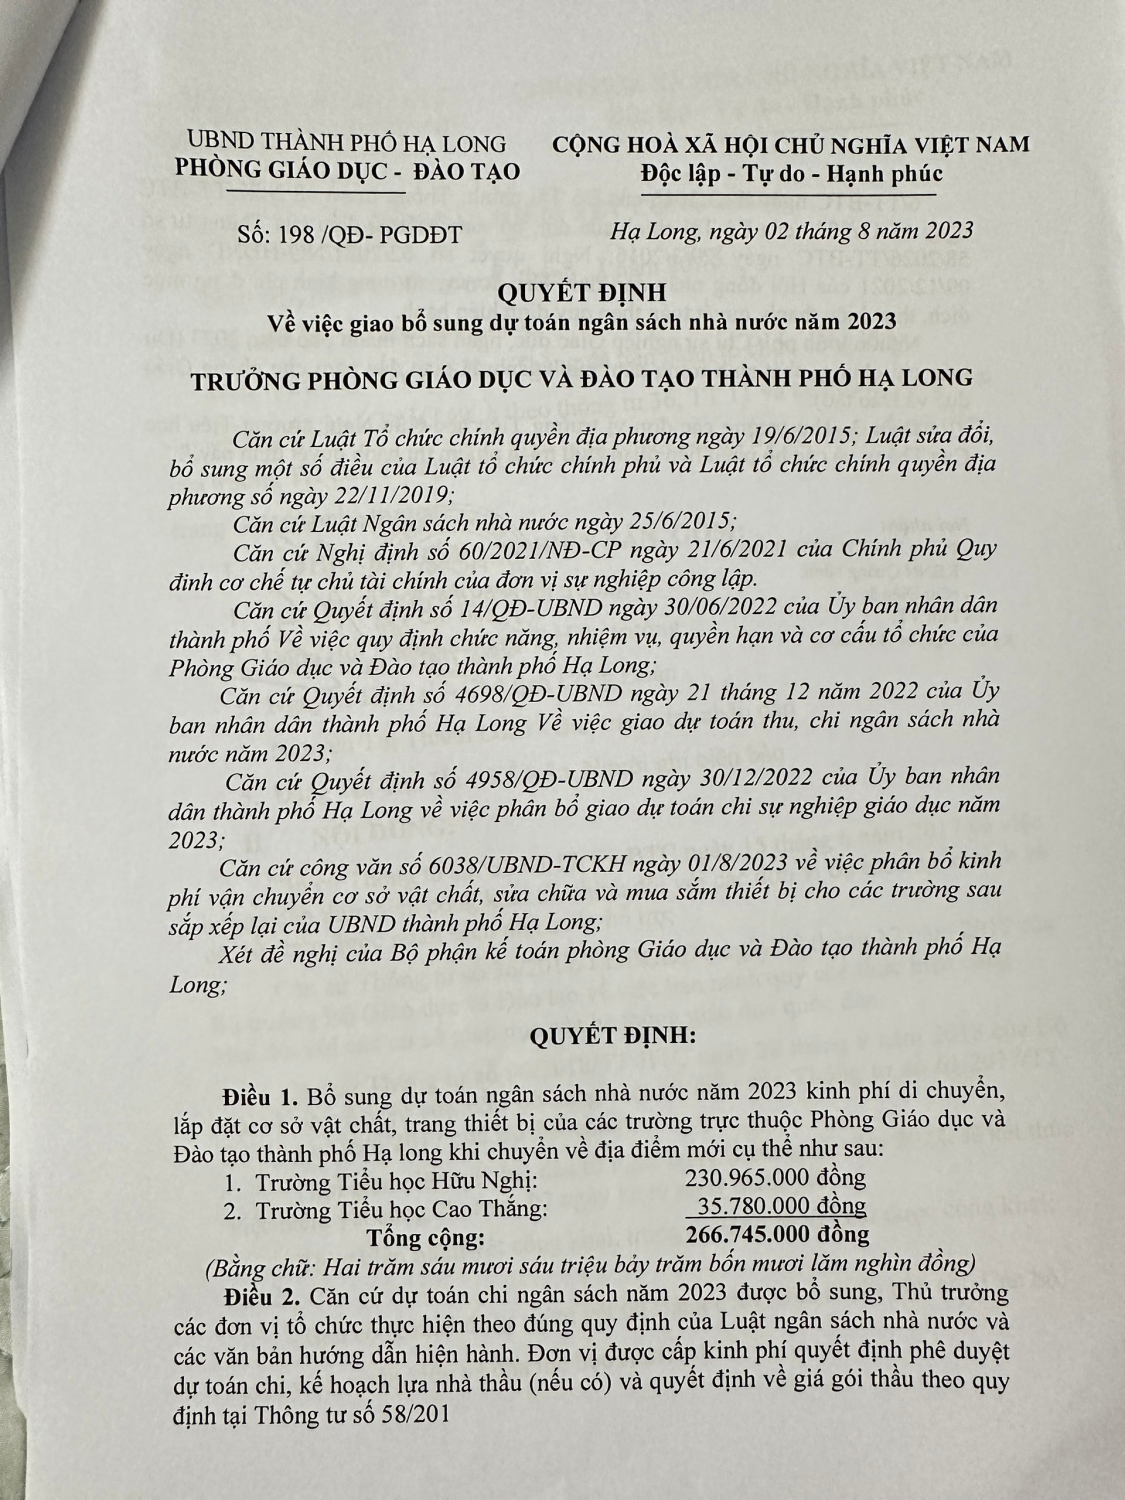 UBND THÀNH PHỐ HẠ LONG
PHÒNG GIÁO DỤC - ĐÀO TẠO
CỘNG HOÀ XÃ HỘI CHỦ NGHĨA VIỆT NAM
Độc lập - Tự do - Hạnh phúc
Số: 198 /QĐ- PGDĐT
Hạ Long, ngày 02 tháng 8 năm 2023
QUYẾT ĐỊNH
Về việc giao bổ sung dự toán ngân sách nhà nước năm 2023
TRƯỞNG PHÒNG GIÁO DỤC VÀ ĐÀO TẠO THÀNH PHỐ HẠ LONG
Căn cứ Luật Tổ chức chính quyền địa phương ngày 19/6/2015; Luật sửa đổi,
bổ sung một số điều của Luật tổ chức chính phủ và Luật tổ chức chính quyền địa
phương số ngày 22/11/2019;
Căn cứ Luật Ngân sách nhà nước ngày 25/6/2015;
Căn cứ Nghị định số 60/2021/NĐ-CP ngày 21/6/2021 của Chính phủ Quy
đinh cơ chế tự chủ tài chính của đơn vị sự nghiệp công lập.
Căn cứ Quyết định số 14/QĐ-UBND ngày 30/06/2022 của Ủy ban nhân dân
thành phố Về việc quy định chức năng, nhiệm vụ, quyền hạn và cơ cấu tổ chức của
Phòng Giáo dục và Đào tạo thành phố Hạ Long;
Căn cứ Quyết định số 4698/QĐ-UBND ngày 21 tháng 12 năm 2022 của Ủy
ban nhân dân thành phố Hạ Long Về việc giao dự toán thu, chi ngân sách nhà
nước năm 2023;
Căn cứ Quyết định số 4958/QĐ-UBND ngày 30/12/2022 của Ủy ban nhân
dân thành phố Hạ Long về việc phân bổ giao dự toán chi sự nghiệp giáo dục năm
2023;
Căn cứ công văn số 6038/UBND-TCKH ngày 01/8/2023 về việc phân bổ kinh
phí vận chuyển cơ sở vật chất, sửa chữa và mua sắm thiết bị cho các trường sau
sắp xếp lại của UBND thành phố Hạ Long;
Xét đề nghị của Bộ phận kế toán phòng Giáo dục và Đào tạo thành phố Hạ
Long;
QUYẾT ĐỊNH:
Điều 1. Bổ sung dự toán ngân sách nhà nước năm 2023 kinh phí di chuyển,
lắp đặt cơ sở vật chất, trang thiết bị của các trường trực thuộc Phòng Giáo dục và
Đào tạo thành phố Hạ long khi chuyển về địa điểm mới cụ thể như sau:
1. Trường Tiểu học Hữu Nghị: 230.965.000 đồng
2. Trường Tiểu học Cao Thắng: 35.780.000 đồng
Tổng cộng: 266.745.000 đồng
(Bằng chữ: Hai trăm sáu mươi sáu triệu bảy trăm bốn mươi lăm nghìn đồng)
Điều 2. Căn cứ dự toán chi ngân sách năm 2023 được bổ sung, Thủ trưởng
các đơn vị tổ chức thực hiện theo đúng quy định của Luật ngân sách nhà nước và
các văn bản hướng dẫn hiện hành. Đơn vị được cấp kinh phí quyết định phê duyệt
dự toán chi, kế hoạch lựa nhà thầu (nếu có) và quyết định về giá gói thầu theo quy
định tại Thông tư số 58/201